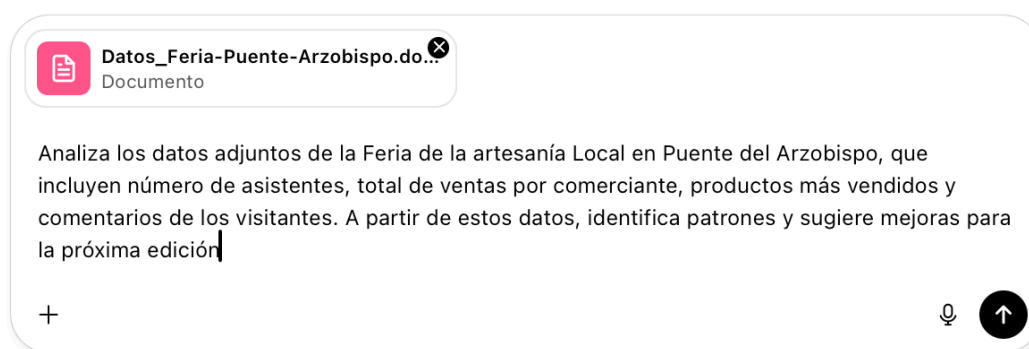 Datos_Feria-Puente-Arzobispo.do...
Documento
Analiza los datos adjuntos de la Feria de la artesanía Local en Puente del Arzobispo, que
incluyen número de asistentes, total de ventas por comerciante, productos más vendidos y
comentarios de los visitantes. A partir de estos datos, identifica patrones y sugiere mejoras para
la próxima edición